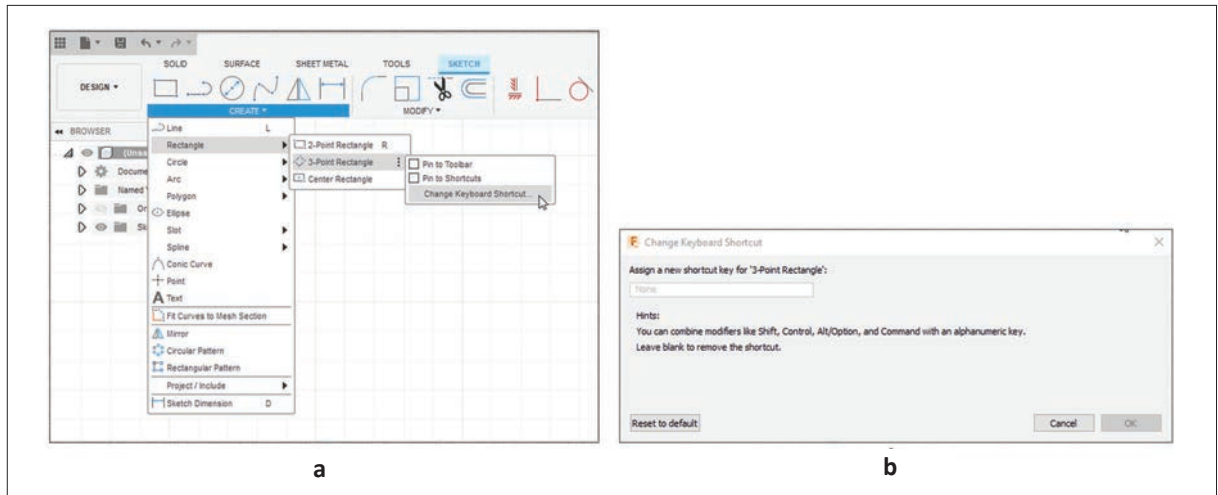 SOLID SURFACE SHEET METAL TOOLS SKETCH
DESIGN
CREATE MODIFY
BROWSER
Line L
Rectangle
Circle
Arc
Polygon
Elipse
Slot
Spline
Conic Curve
Point
Text
Fit Curves to Mesh Section
Mirror
Circular Pattern
Rectangular Pattern
Project / Include
Sketch Dimension D
2-Point Rectangle R
3-Point Rectangle
Center Rectangle
Pin to Toolbar
Pin to Shortcuts
Change Keyboard Shortcut...
(Unsa
Docume
Named
Or
Sk
a
Change Keyboard Shortcut
Assign a new shortcut key for '3-Point Rectangle':
None
Hints:
You can combine modifiers like Shift, Control, Alt/Option, and Command with an alphanumeric key.
Leave blank to remove the shortcut.
Reset to default Cancel OK
b